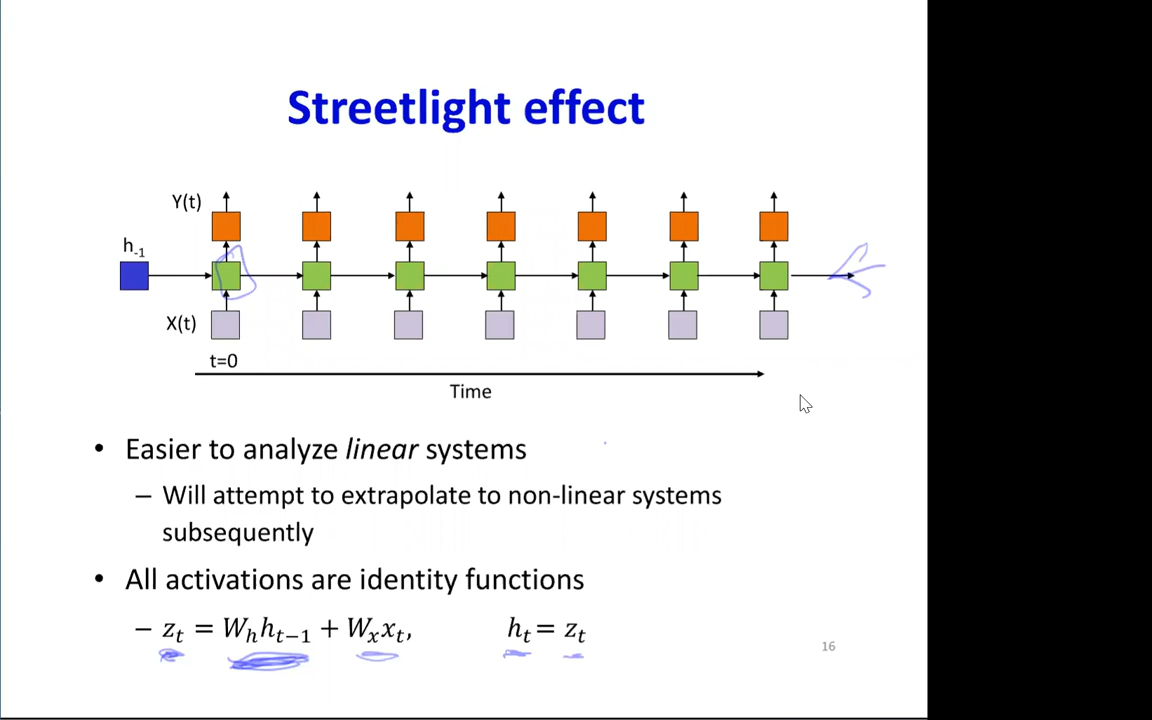 Streetlight effect
Y(t)
h-1
X(t)
t=0
Time
• Easier to analyze linear systems
– Will attempt to extrapolate to non-linear systems
subsequently
• All activations are identity functions
– zₜ = Wₕhₜ₋₁ + Wₓxₜ, hₜ = zₜ
16